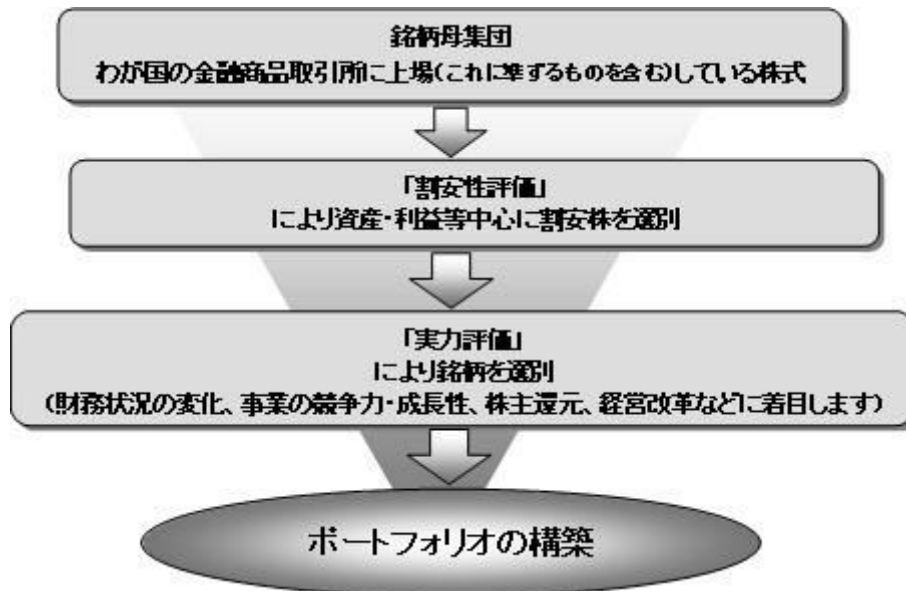 銘柄母集団
わが国の金融商品取引所に上場(これに準ずるものを含む)している株式
「割安性評価」
により資産・利益等中心に割安株を選別
「実力評価」
により銘柄を選別
(財務状況の変化、事業の競争力・成長性、株主還元、経営改革などに着目します)
ポートフォリオの構築